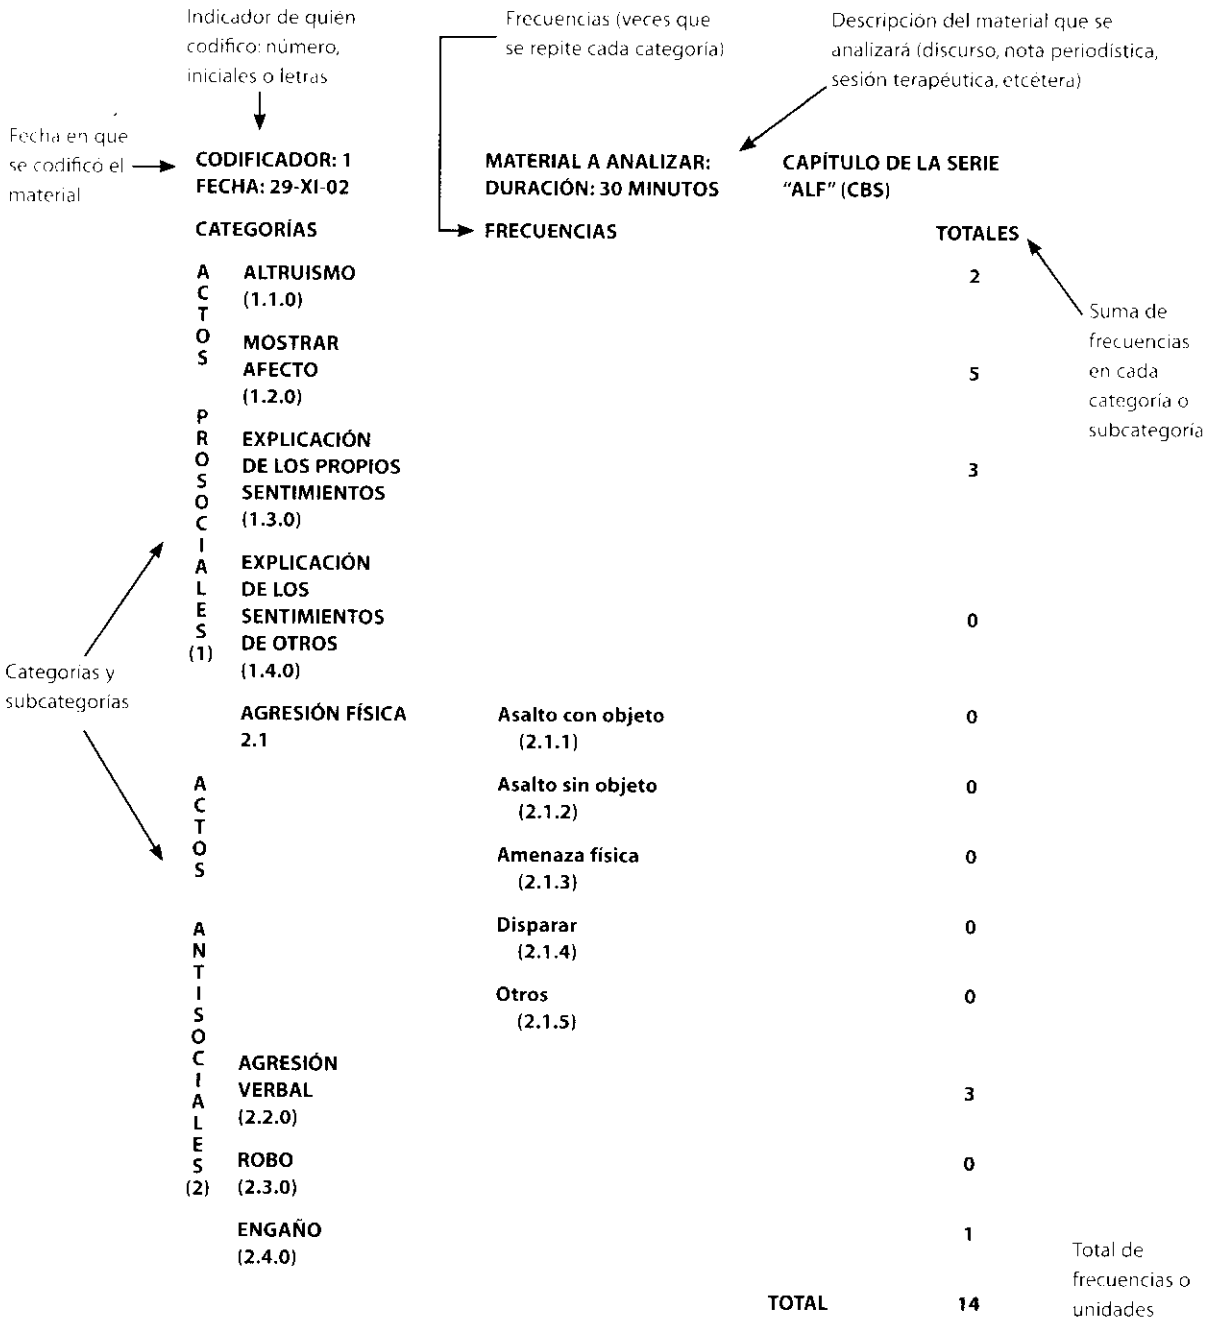 Indicador de quién
codifico: número,
iniciales o letras
Frecuencias (veces que
se repite cada categoría)
Descripción del material que se
analizará (discurso, nota periodística,
sesión terapéutica, etcétera)
Fecha en que
se codificó el
material
CODIFICADOR: 1
FECHA: 29-XI-02
MATERIAL A ANALIZAR:
DURACIÓN: 30 MINUTOS
CAPÍTULO DE LA SERIE
"ALF" (CBS)
CATEGORÍAS
FRECUENCIAS
TOTALES
Suma de
frecuencias
en cada
categoría o
subcategoría
ACTOS PROSOCIALES (1)
ALTRUISMO
(1.1.0)
2
MOSTRAR
AFECTO
(1.2.0)
5
EXPLICACIÓN
DE LOS PROPIOS
SENTIMIENTOS
(1.3.0)
3
EXPLICACIÓN
DE LOS
SENTIMIENTOS
DE OTROS
(1.4.0)
0
Categorías y
subcategorías
ACTOS ANTISOCIALES (2)
AGRESIÓN FÍSICA
2.1
Asalto con objeto
(2.1.1)
0
Asalto sin objeto
(2.1.2)
0
Amenaza física
(2.1.3)
0
Disparar
(2.1.4)
0
Otros
(2.1.5)
0
AGRESIÓN
VERBAL
(2.2.0)
3
ROBO
(2.3.0)
0
ENGAÑO
(2.4.0)
1
TOTAL 14
Total de
frecuencias o
unidades